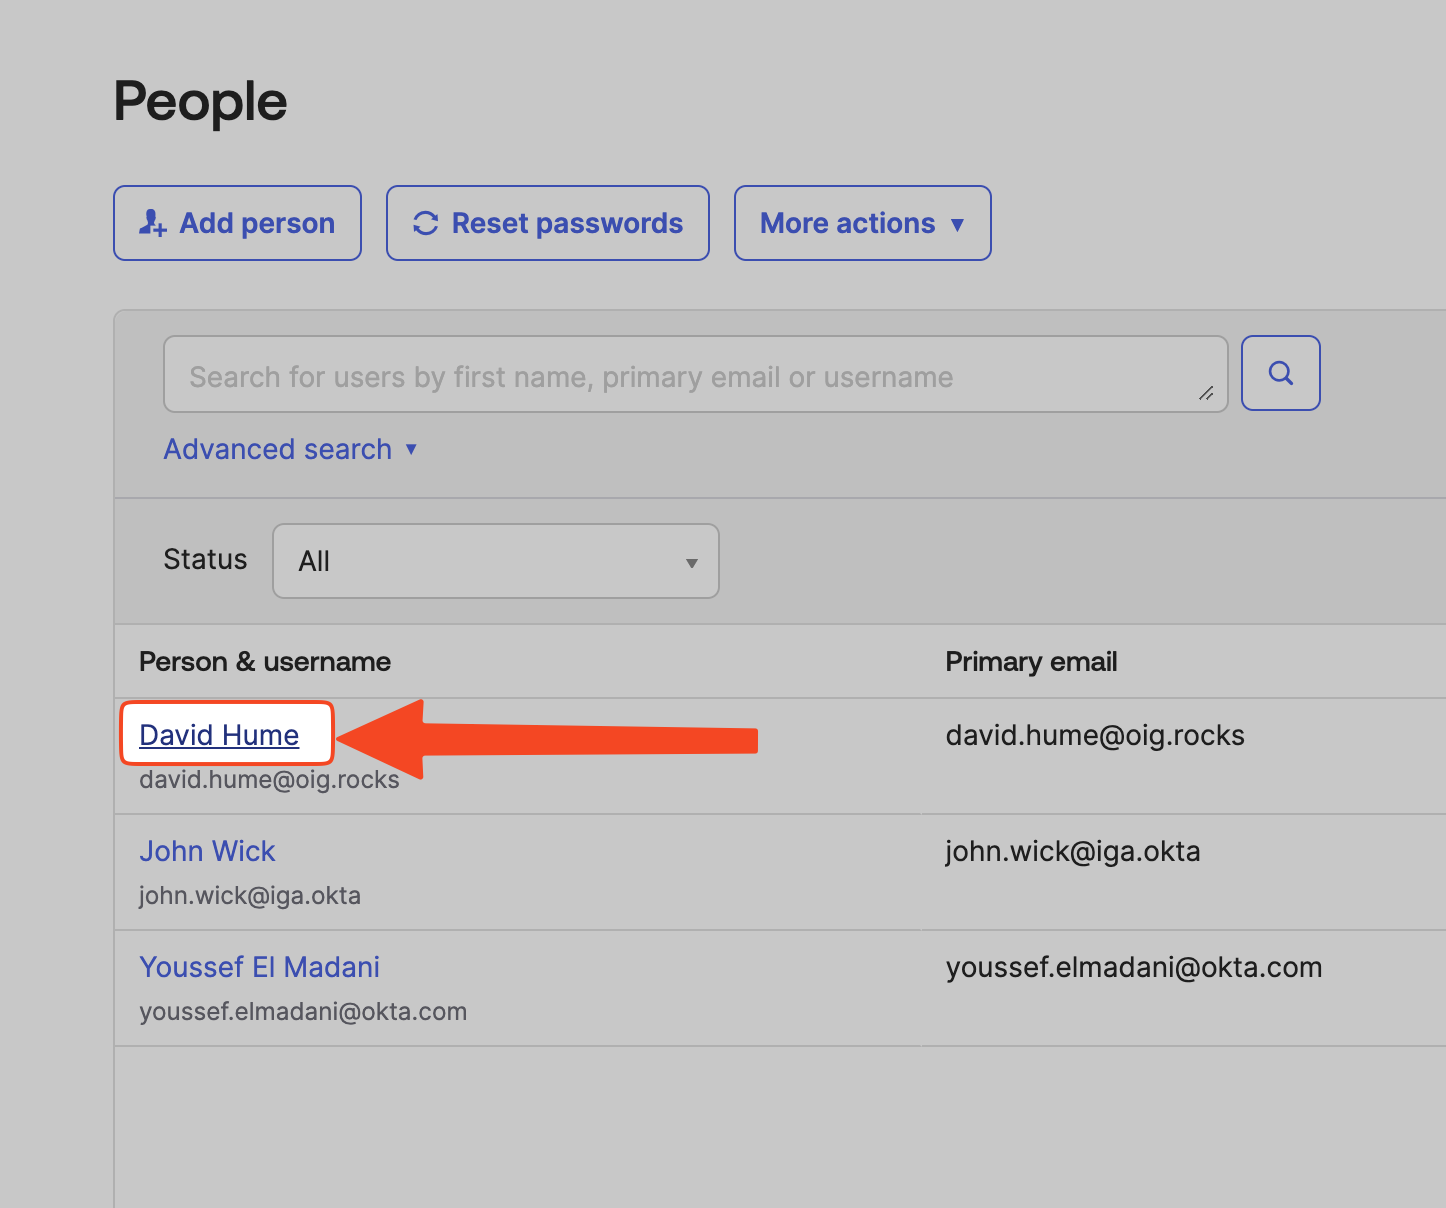 People
Add person
Reset passwords
More actions
Search for users by first name, primary email or username
Advanced search
Status
All
Person & username
Primary email
David Hume
david.hume@oig.rocks
david.hume@oig.rocks
John Wick
john.wick@iga.okta
john.wick@iga.okta
Youssef El Madani
youssef.elmadani@okta.com
youssef.elmadani@okta.com